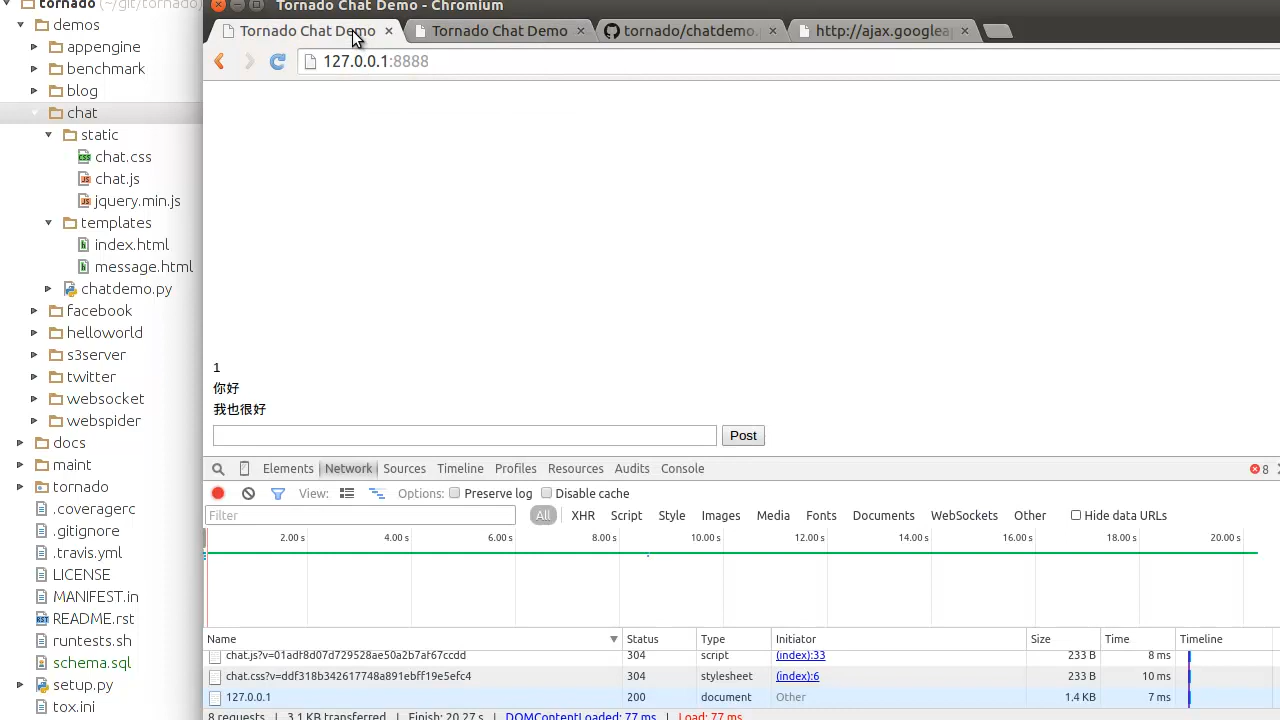 tornado (~/git/tornado)
demos
appengine
benchmark
blog
chat
static
chat.css
chat.js
jquery.min.js
templates
index.html
message.html
chatdemo.py
facebook
helloworld
s3server
twitter
websocket
webspider
docs
maint
tornado
.coveragerc
.gitignore
.travis.yml
LICENSE
MANIFEST.in
README.rst
runtests.sh
schema.sql
setup.py
tox.ini
Tornado Chat Demo - Chromium
Tornado Chat Demo
Tornado Chat Demo
tornado/chatdemo.
http://ajax.googleap
127.0.0.1:8888
1
你好
我也很好
Post
Elements Network Sources Timeline Profiles Resources Audits Console 8
View: Options: Preserve log Disable cache
Filter All XHR Script Style Images Media Fonts Documents WebSockets Other Hide data URLs
2.00 s 4.00 s 6.00 s 8.00 s 10.00 s 12.00 s 14.00 s 16.00 s 18.00 s 20.00 s
Name Status Type Initiator Size Time Timeline
chat.js?v=01adf8d07d729528ae50a2b7af67ccdd 304 script (index):33 233 B 8 ms
chat.css?v=ddf318b342617748a891ebff19e5efc4 304 stylesheet (index):6 233 B 10 ms
127.0.0.1 200 document Other 1.4 KB 7 ms
8 requests | 3.1 KB transferred | Finish: 20.27 s | DOMContentLoaded: 77 ms | Load: 77 ms